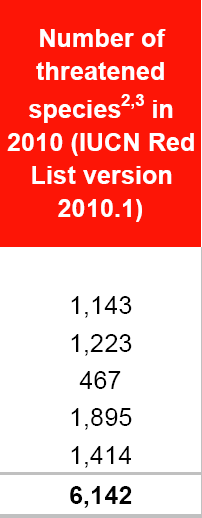 Number of
threatened
species2,3 in
2010 (IUCN Red
List version
2010.1)
1,143
1,223
467
1,895
1,414
6,142